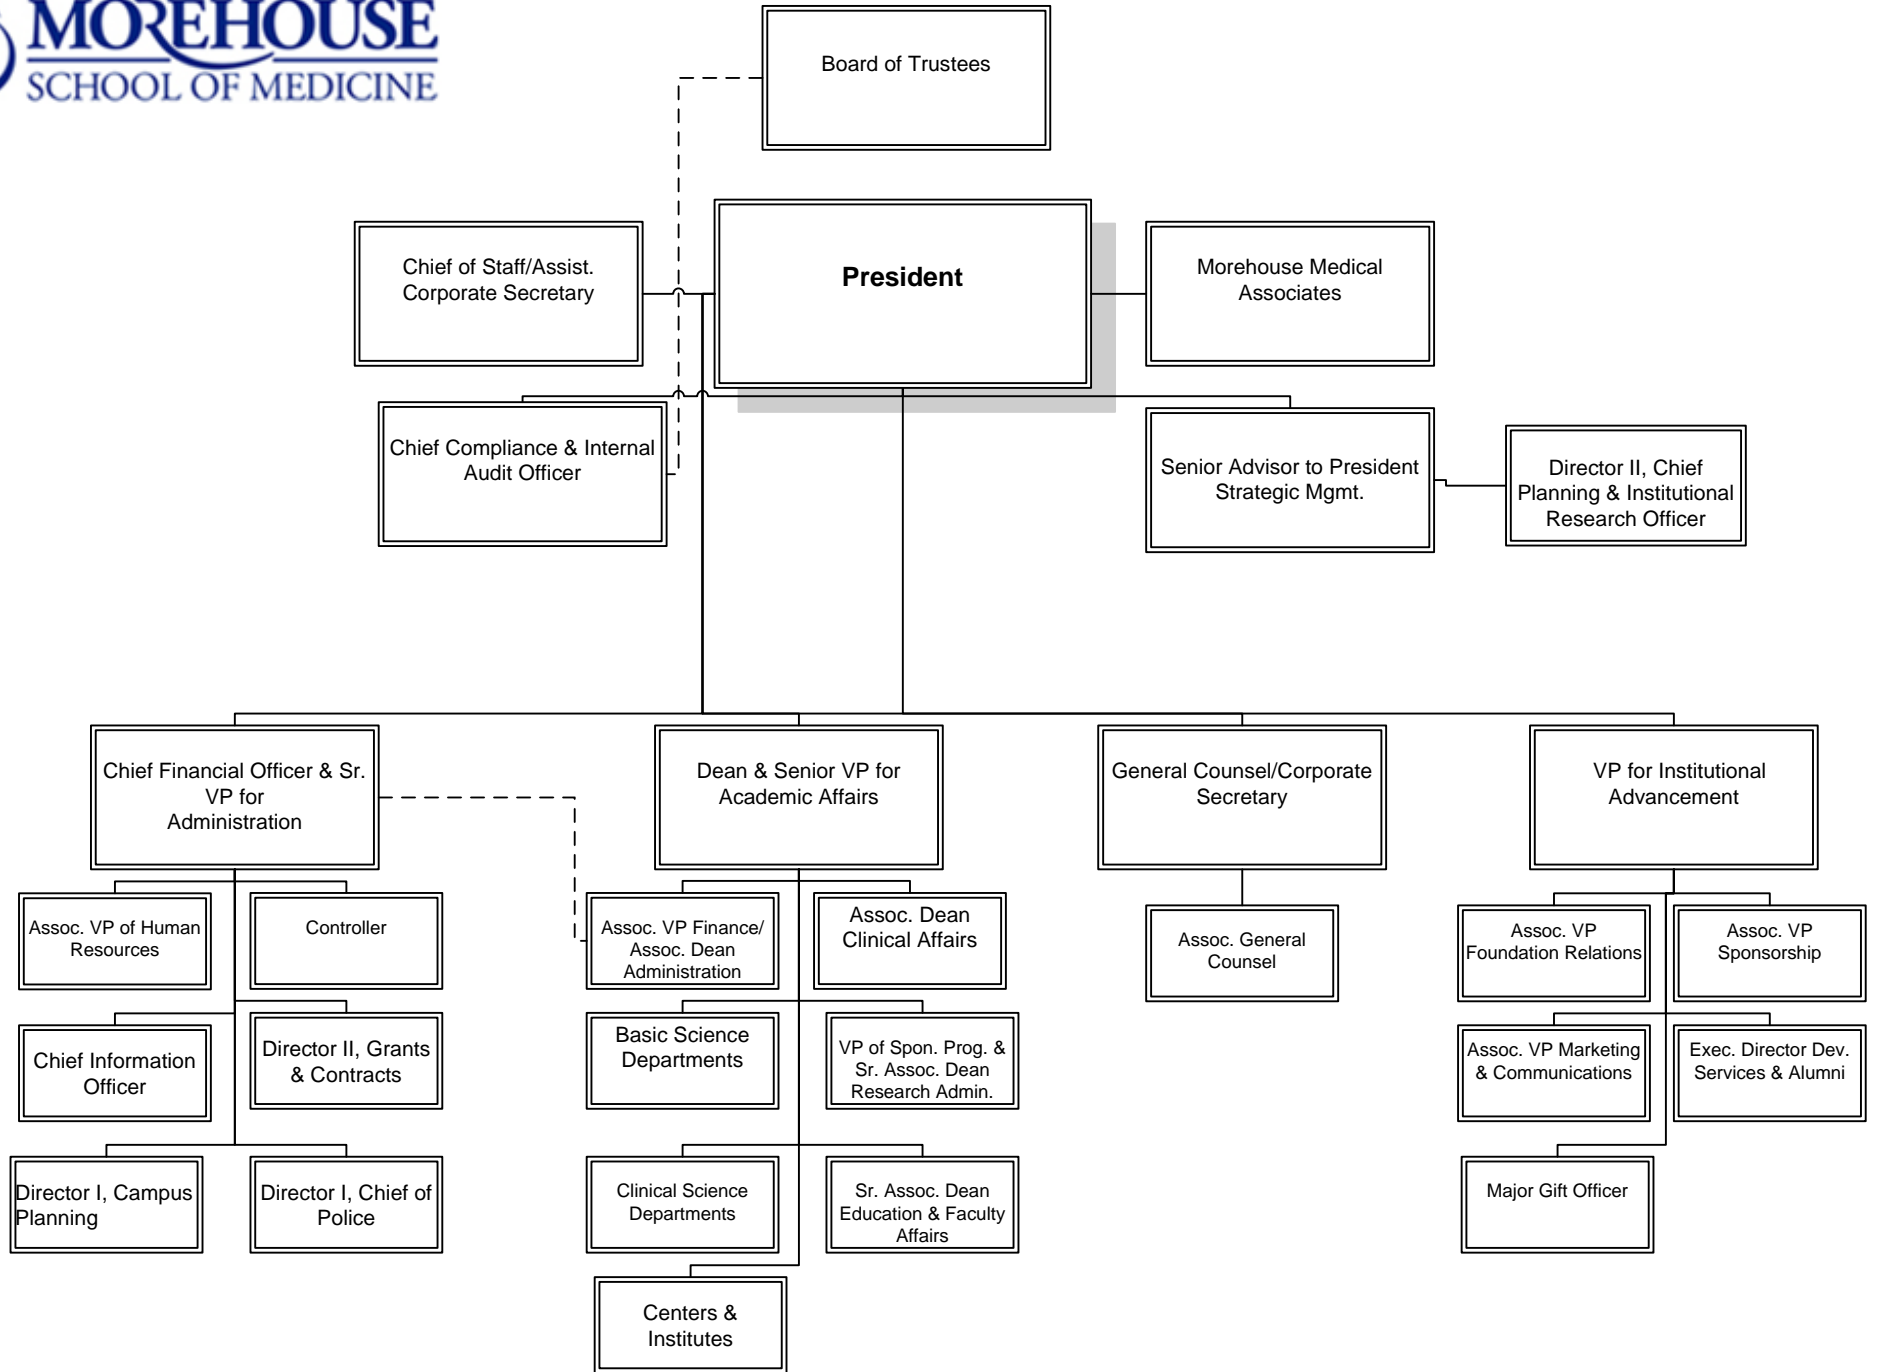 MOREHOUSE
SCHOOL OF MEDICINE
Board of Trustees
Chief of Staff/Assist.
Corporate Secretary
President
Morehouse Medical
Associates
Chief Compliance & Internal
Audit Officer
Senior Advisor to President
Strategic Mgmt.
Director II, Chief
Planning & Institutional
Research Officer
Chief Financial Officer & Sr.
VP for
Administration
Dean & Senior VP for
Academic Affairs
General Counsel/Corporate
Secretary
VP for Institutional
Advancement
Assoc. VP of Human
Resources
Controller
Assoc. VP Finance/
Assoc. Dean
Administration
Assoc. Dean
Clinical Affairs
Assoc. General
Counsel
Assoc. VP
Foundation Relations
Assoc. VP
Sponsorship
Chief Information
Officer
Director II, Grants
& Contracts
Basic Science
Departments
VP of Spon. Prog. &
Sr. Assoc. Dean
Research Admin.
Assoc. VP Marketing
& Communications
Exec. Director Dev.
Services & Alumni
Director I, Campus
Planning
Director I, Chief of
Police
Clinical Science
Departments
Sr. Assoc. Dean
Education & Faculty
Affairs
Major Gift Officer
Centers &
Institutes